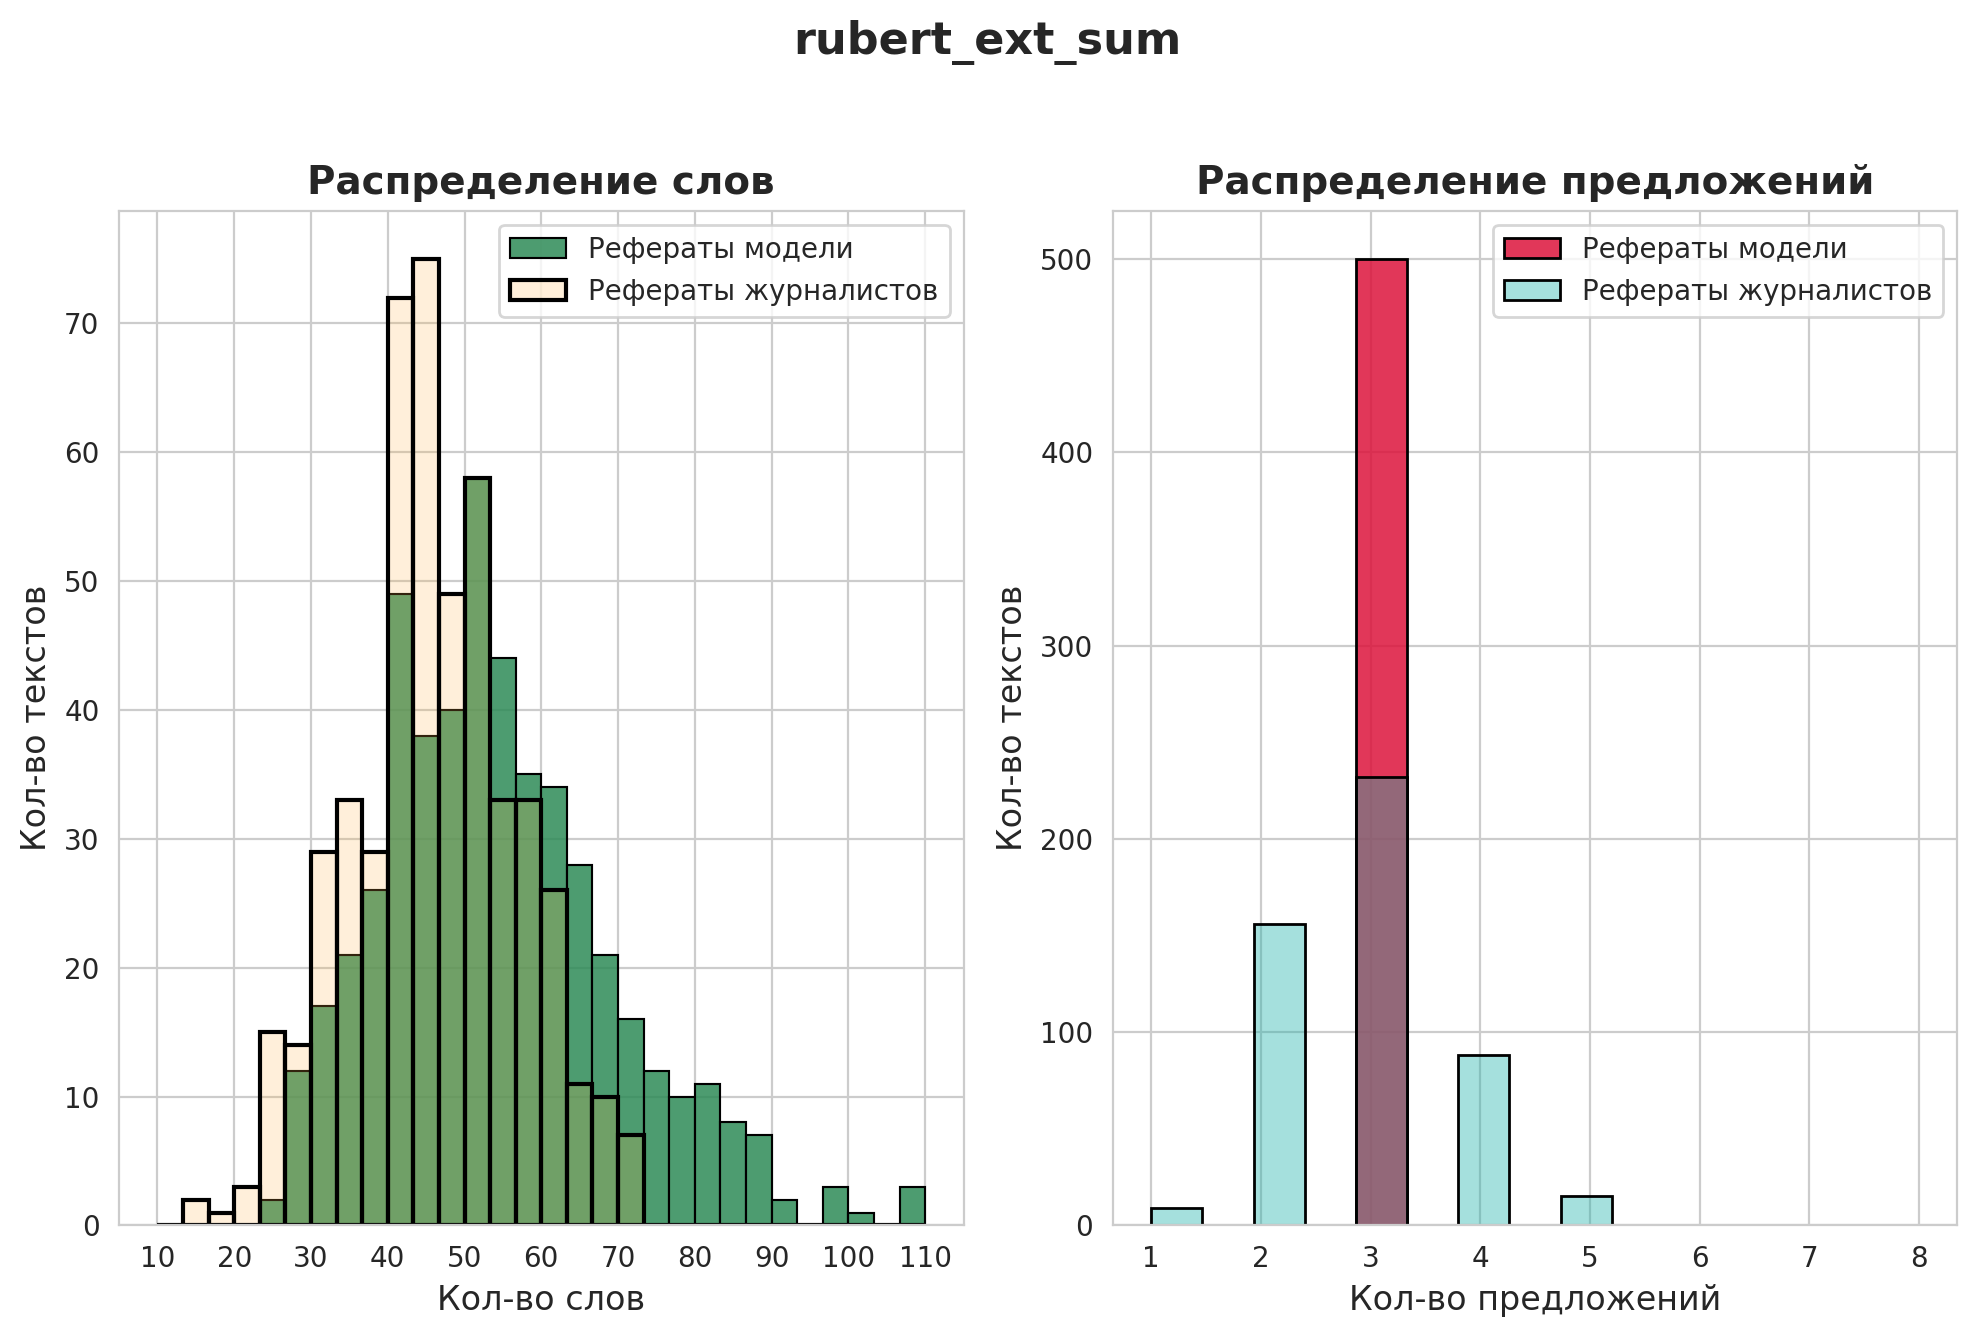 rubert_ext_sum
Распределение слов
Рефераты модели
Рефераты журналистов
Кол-во текстов
70
60
50
40
30
20
10
0
10 20 30 40 50 60 70 80 90 100 110
Кол-во слов
Распределение предложений
Рефераты модели
Рефераты журналистов
Кол-во текстов
500
400
300
200
100
0
1 2 3 4 5 6 7 8
Кол-во предложений